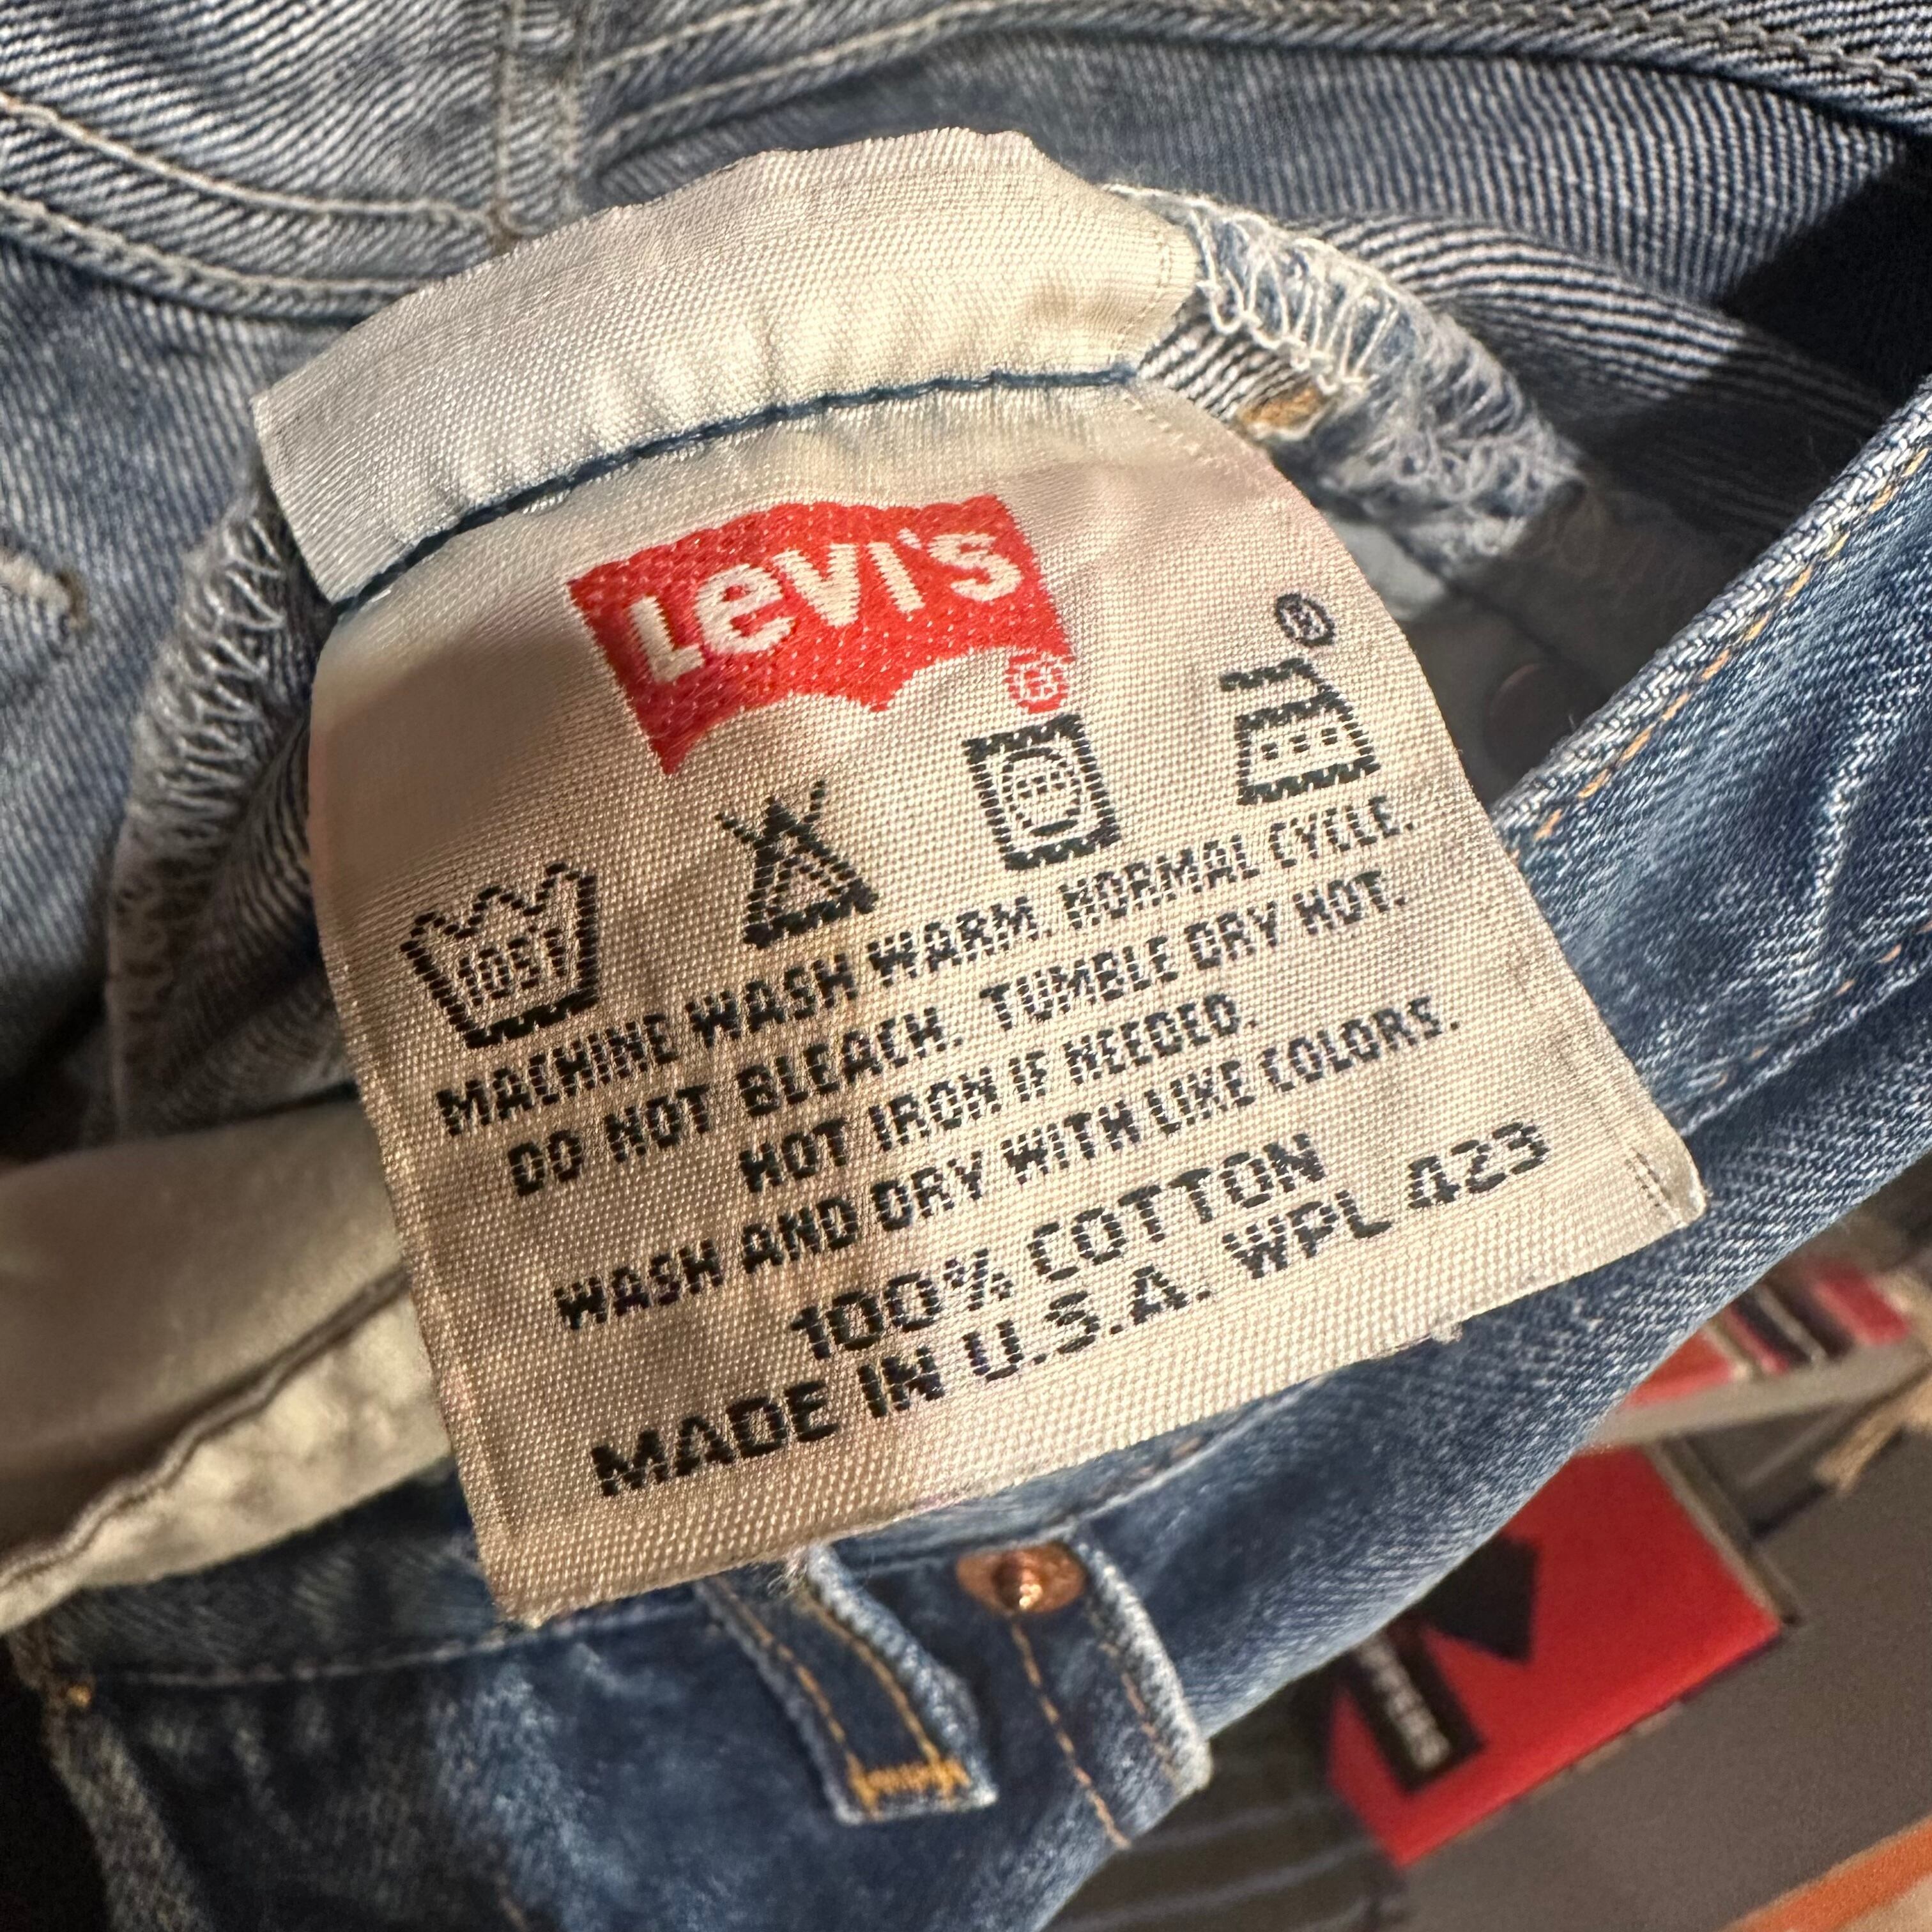 Levi's
®
®
105F
MACHINE WASH WARM. NORMAL CYCLE.
DO NOT BLEACH. TUMBLE DRY HOT.
HOT IRON IF NEEDED.
WASH AND DRY WITH LIKE COLORS.
100% COTTON
MADE IN U.S.A. WPL 423